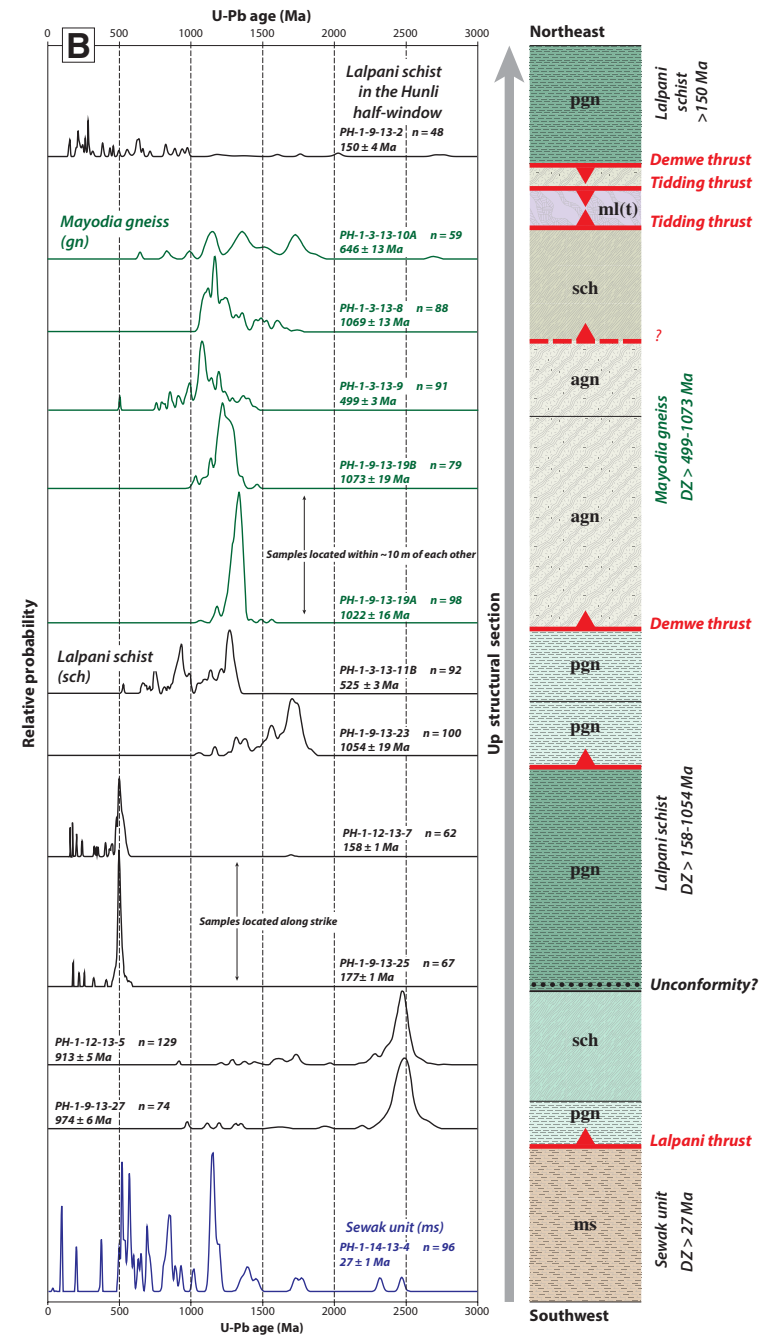 U-Pb age (Ma)
0 500 1000 1500 2000 2500 3000
B
Lalpani schist
in the Hunli
half-window
PH-1-9-13-2 n = 48
150 ± 4 Ma
Mayodia gneiss
(gn)
PH-1-3-13-10A n = 59
646 ± 13 Ma
PH-1-3-13-8 n = 88
1069 ± 13 Ma
PH-1-3-13-9 n = 91
499 ± 3 Ma
PH-1-9-13-19B n = 79
1073 ± 19 Ma
Samples located within ~10 m of each other
PH-1-9-13-19A n = 98
1022 ± 16 Ma
Lalpani schist
(sch)
PH-1-3-13-11B n = 92
525 ± 3 Ma
PH-1-9-13-23 n = 100
1054 ± 19 Ma
PH-1-12-13-7 n = 62
158 ± 1 Ma
Samples located along strike
PH-1-9-13-25 n = 67
177± 1 Ma
PH-1-12-13-5 n = 129
913 ± 5 Ma
PH-1-9-13-27 n = 74
974 ± 6 Ma
Sewak unit (ms)
PH-1-14-13-4 n = 96
27 ± 1 Ma
0 500 1000 1500 2000 2500 3000
U-Pb age (Ma)
Relative probability
Up structural section
Northeast
pgn
Lalpani
schist
>150 Ma
Demwe thrust
Tidding thrust
ml(t)
Tidding thrust
sch
?
agn
Mayodia gneiss
DZ > 499-1073 Ma
agn
Demwe thrust
pgn
pgn
pgn
Lalpani schist
DZ > 158-1054 Ma
Unconformity?
sch
pgn
Lalpani thrust
ms
Sewak unit
DZ > 27 Ma
Southwest